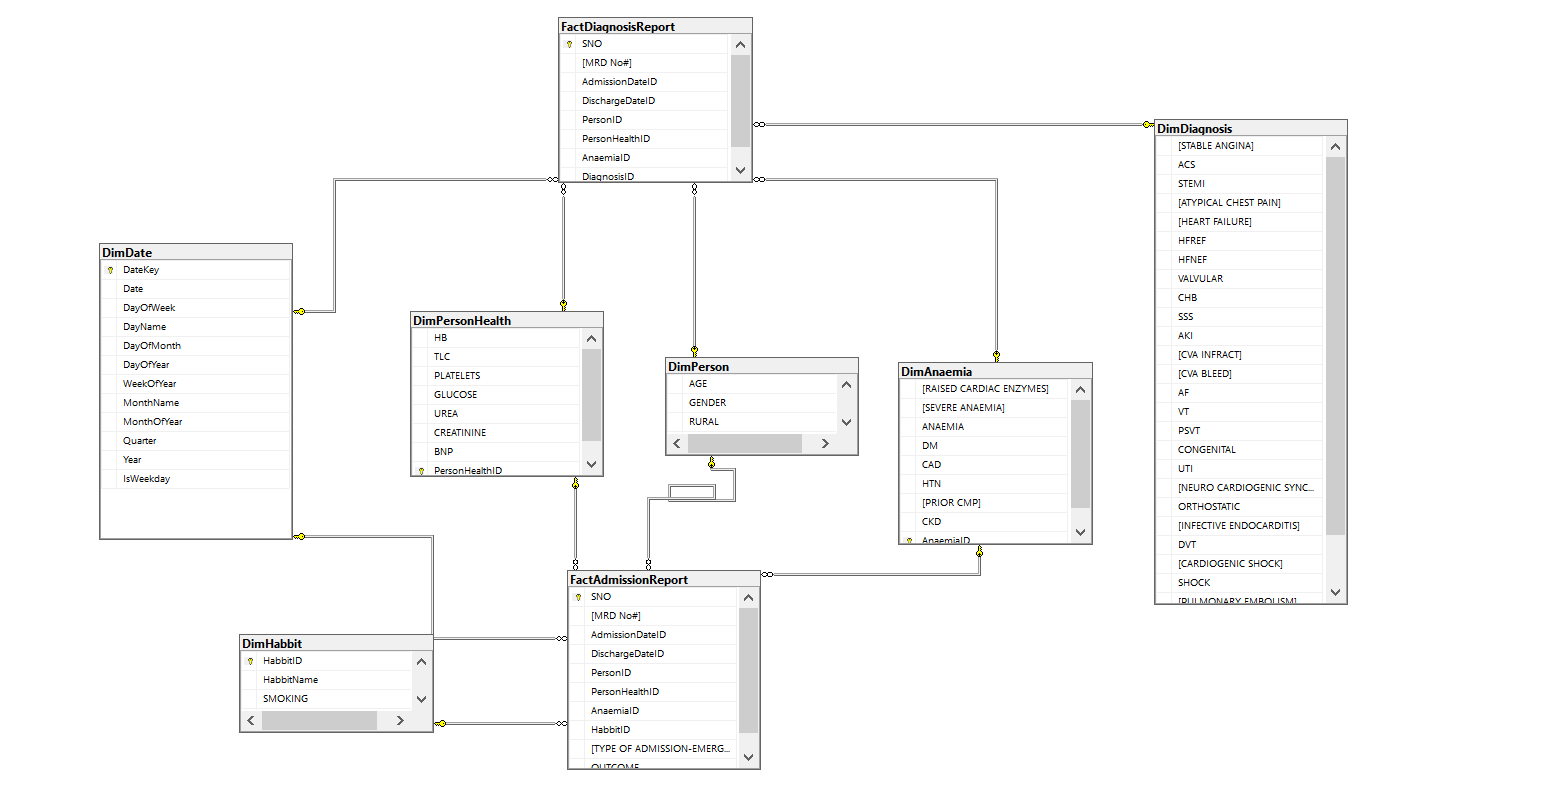 FactDiagnosisReport
SNO
[MRD No#]
AdmissionDateID
DischargeDateID
PersonID
PersonHealthID
AnaemiaID
DiagnosisID
DimDiagnosis
[STABLE ANGINA]
ACS
STEMI
[ATYPICAL CHEST PAIN]
[HEART FAILURE]
HFREF
HFNEF
VALVULAR
CHB
SSS
AKI
[CVA INFRACT]
[CVA BLEED]
AF
VT
PSVT
CONGENITAL
UTI
[NEURO CARDIOGENIC SYNC...
ORTHOSTATIC
[INFECTIVE ENDOCARDITIS]
DVT
[CARDIOGENIC SHOCK]
SHOCK
[PULMONARY EMBOLISM]
DimDate
DateKey
Date
DayOfWeek
DayName
DayOfMonth
DayOfYear
WeekOfYear
MonthName
MonthOfYear
Quarter
Year
IsWeekday
DimPersonHealth
HB
TLC
PLATELETS
GLUCOSE
UREA
CREATININE
BNP
PersonHealthID
DimPerson
AGE
GENDER
RURAL
DimAnaemia
[RAISED CARDIAC ENZYMES]
[SEVERE ANAEMIA]
ANAEMIA
DM
CAD
HTN
[PRIOR CMP]
CKD
AnaemiaID
FactAdmissionReport
SNO
[MRD No#]
AdmissionDateID
DischargeDateID
PersonID
PersonHealthID
AnaemiaID
HabbitID
[TYPE OF ADMISSION-EMERG...
OUTCOME
DimHabbit
HabbitID
HabbitName
SMOKING